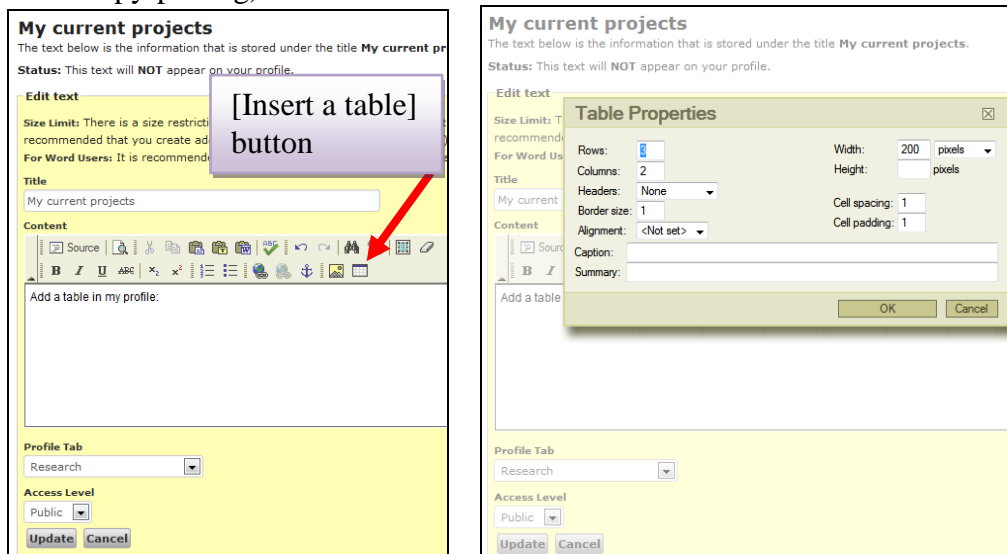 My current projects
The text below is the information that is stored under the title My current pr
Status: This text will NOT appear on your profile.
Edit text
Size Limit: There is a size restricti
recommended that you create ad
For Word Users: It is recommende
[Insert a table]
button
Title
My current projects
Content
Source
ABC
B I U ABC x₂ x²
Add a table in my profile:
Profile Tab
Research
Access Level
Public
Update Cancel
My current projects
The text below is the information that is stored under the title My current projects.
Status: This text will NOT appear on your profile.
Edit text
Size Limit: T
recommende
For Word Us
Title
My current
Content
Sourc
B I
Add a table
Table Properties
Rows: 3 Width: 200 pixels
Columns: 2 Height: pixels
Headers: None
Border size: 1 Cell spacing: 1
Alignment: <Not set> Cell padding: 1
Caption:
Summary:
OK Cancel
Profile Tab
Research
Access Level
Public
Update Cancel